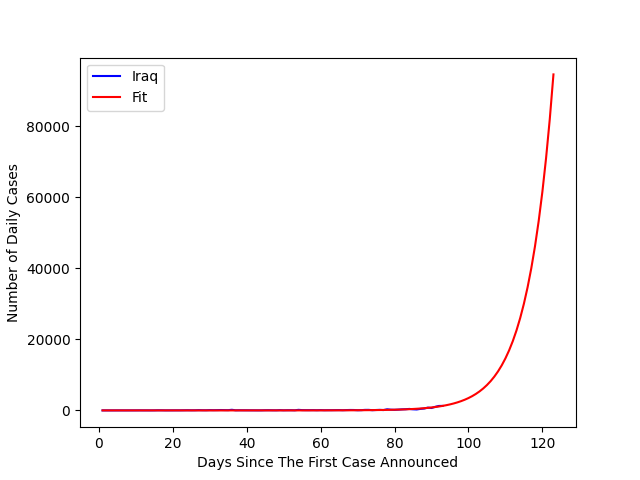 Iraq
Fit
Number of Daily Cases
80000
60000
40000
20000
0
0 20 40 60 80 100 120
Days Since The First Case Announced